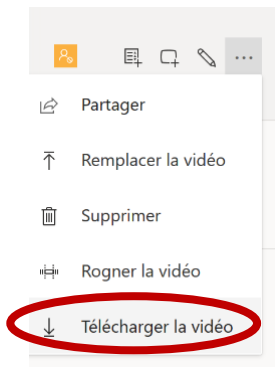 Partager
Remplacer la vidéo
Supprimer
Rogner la vidéo
Télécharger la vidéo